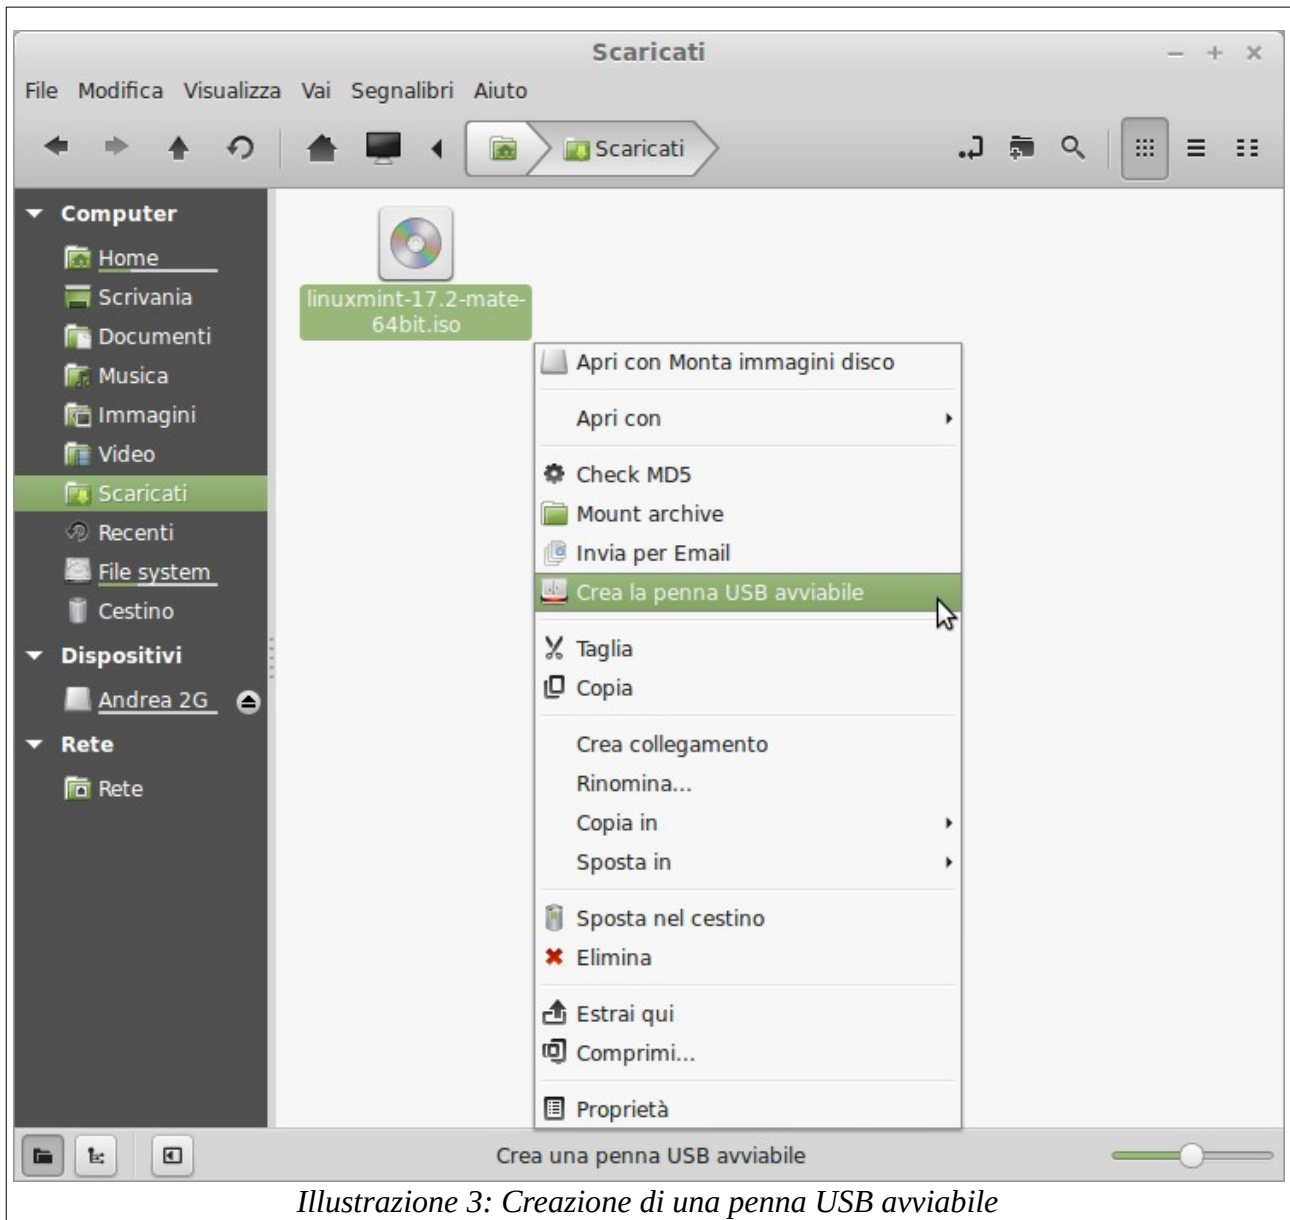 Scaricati
File Modifica Visualizza Vai Segnalibri Aiuto
Scaricati
Computer
Home
Scrivania
Documenti
Musica
Immagini
Video
Scaricati
Recenti
File system
Cestino
Dispositivi
Andrea 2G
Rete
Rete
linuxmint-17.2-mate-
64bit.iso
Apri con Monta immagini disco
Apri con
Check MD5
Mount archive
Invia per Email
Crea la penna USB avviabile
Taglia
Copia
Crea collegamento
Rinomina...
Copia in
Sposta in
Sposta nel cestino
Elimina
Estrai qui
Comprimi...
Proprietà
Crea una penna USB avviabile
Illustrazione 3: Creazione di una penna USB avviabile